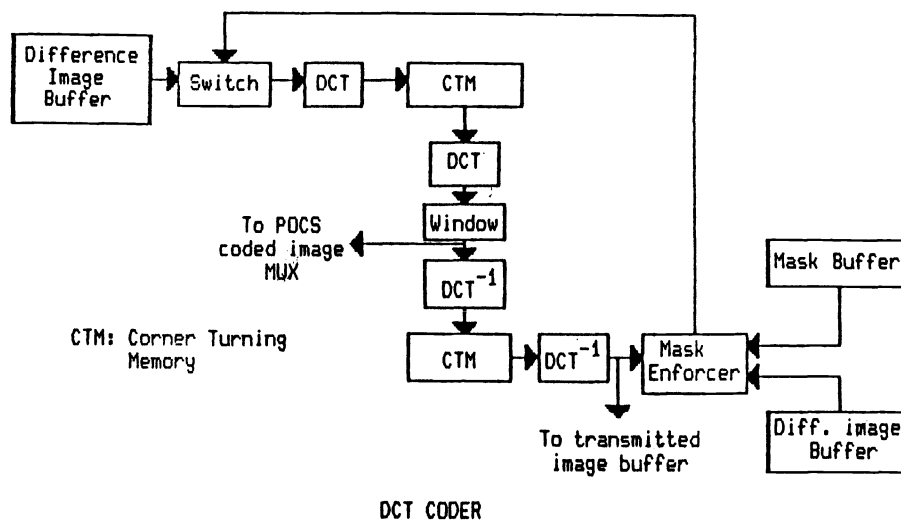 Difference
Image
Buffer
Switch
DCT
CTM
DCT
Window
To POCS
coded image
MUX
DCT⁻¹
Mask Buffer
CTM: Corner Turning
Memory
CTM
DCT⁻¹
Mask
Enforcer
To transmitted
image buffer
Diff. image
Buffer
DCT CODER